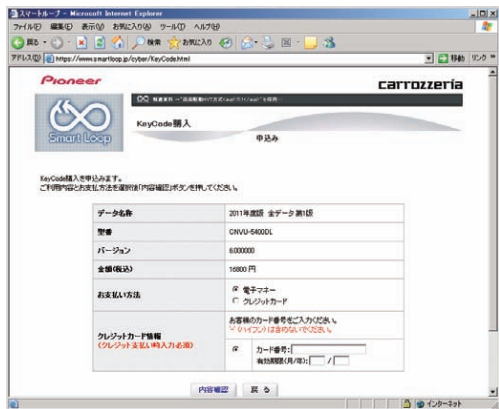 スマートループ - Microsoft Internet Explorer
ファイル(F) 編集(E) 表示(V) お気に入り(A) ツール(T) ヘルプ(H)
戻る 検索 お気に入り
アドレス(D) https://www.smartloop.jp/cyber/KeyCode.html 移動 リンク »
Pioneer carrozzeria
Smart Loop
KeyCode購入
申込み
KeyCode購入を申込みます。
ご利用内容とお支払方法を選択後「内容確認」ボタンを押してください。
データ名称 2011年度版 全データ 第1版
型番 CNVU-5400DL
バージョン 6.000000
金額(税込) 16800 円
お支払い方法 電子マネー
クレジットカード
クレジットカード情報
(クレジット支払い時入力必須)
お客様のカード番号をご入力ください。
"-"(ハイフン)は含めないでください。
カード番号:
有効期限(月/年): /
内容確認 戻る
インターネット